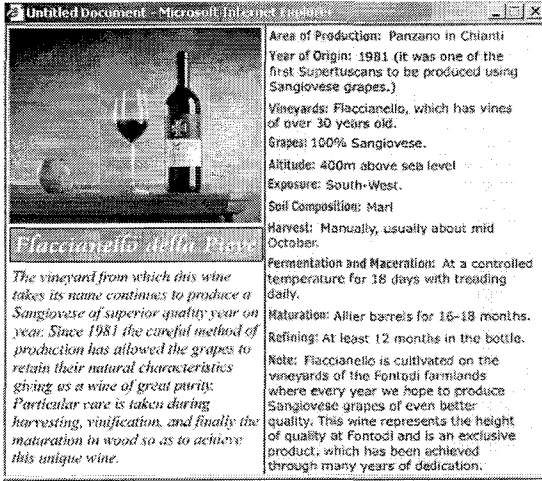 Untitled Document - Microsoft Internet Explorer
Flaccianello della Pieve
The vineyard from which this wine
takes its name continues to produce a
Sangiovese of superior quality year on
year. Since 1981 the careful method of
production has allowed the grapes to
retain their natural characteristics
giving us a wine of great purity.
Particular care is taken during
harvesting, vinification, and finally the
maturation in wood so as to achieve
this unique wine.
Area of Production: Panzano in Chianti
Year of Origin: 1981 (it was one of the
first Supertuscans to be produced using
Sangiovese grapes.)
Vineyards: Flaccianello, which has vines
of over 30 years old.
Grapes: 100% Sangiovese.
Altitude: 400m above sea level
Exposure: South-West.
Soil Composition: Marl
Harvest: Manually, usually about mid
October.
Fermentation and Maceration: At a controlled
temperature for 18 days with treading
daily.
Maturation: Allier barrels for 16-18 months.
Refining: At least 12 months in the bottle.
Note: Flaccianello is cultivated on the
vineyards of the Fontodi farmlands
where every year we hope to produce
Sangiovese grapes of even better
quality. This wine represents the height
of quality at Fontodi and is an exclusive
product, which has been achieved
through many years of dedication.